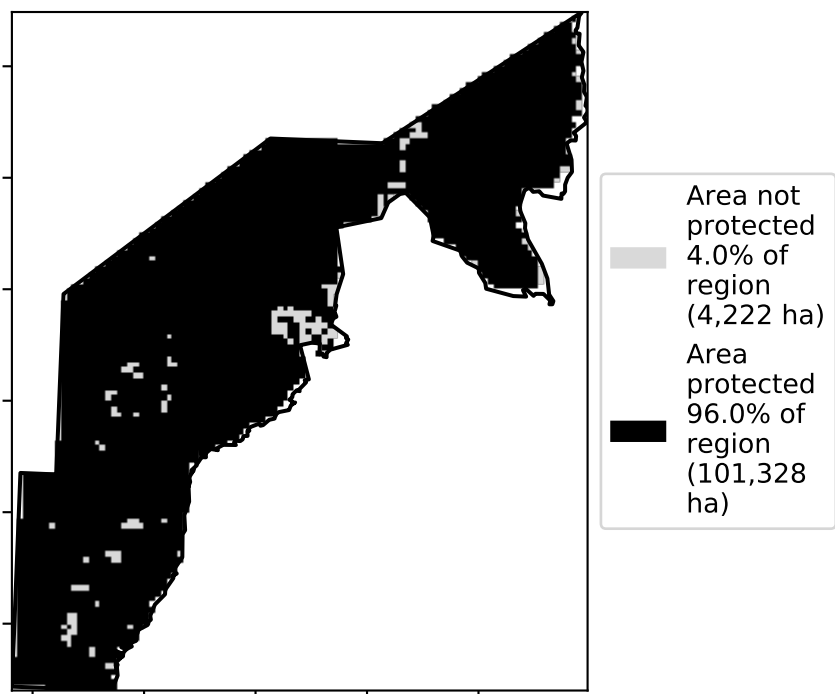 Area not
protected
4.0% of
region
(4,222 ha)
Area
protected
96.0% of
region
(101,328
ha)